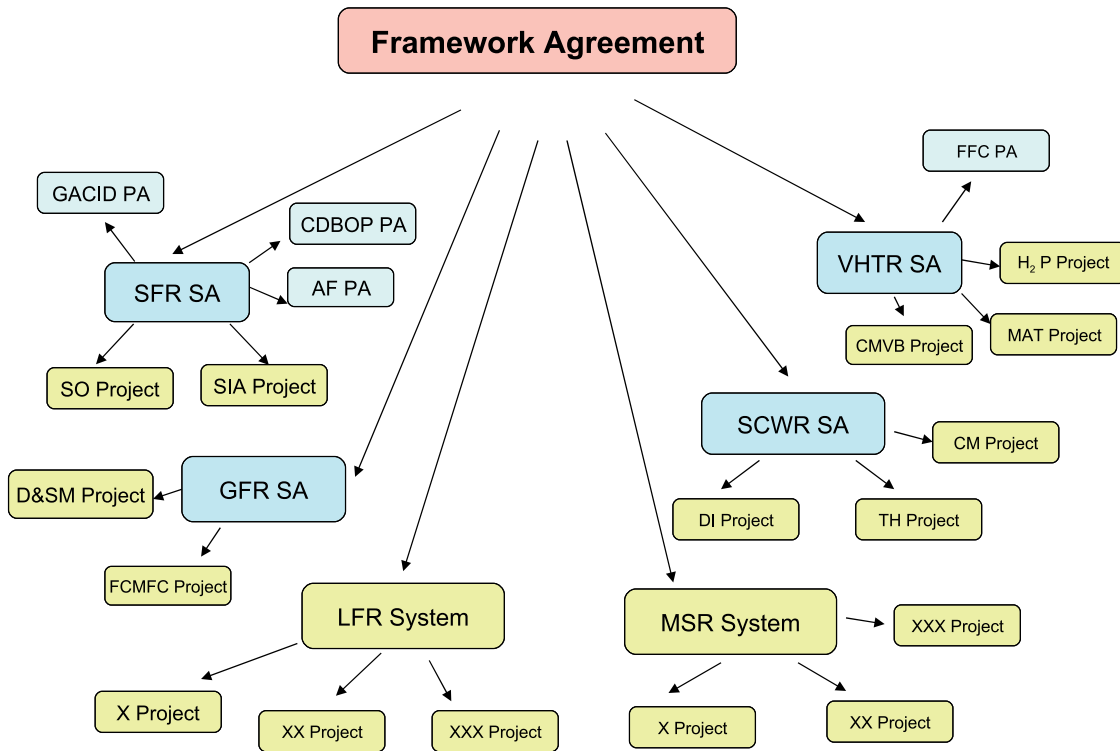 Framework Agreement
FFC PA
GACID PA
CDBOP PA
VHTR SA
H₂ P Project
SFR SA
AF PA
CMVB Project
MAT Project
SO Project
SIA Project
SCWR SA
CM Project
D&SM Project
GFR SA
DI Project
TH Project
FCMFC Project
LFR System
MSR System
XXX Project
X Project
XX Project
XXX Project
X Project
XX Project